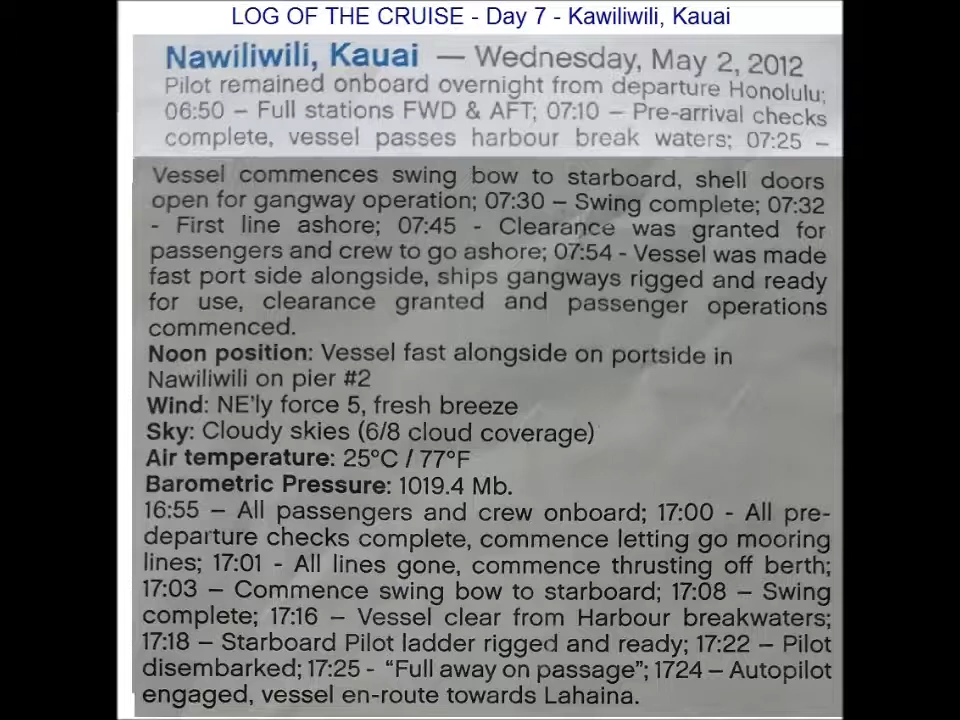 LOG OF THE CRUISE - Day 7 - Kawiliwili, Kauai
Nawiliwili, Kauai — Wednesday, May 2, 2012
Pilot remained onboard overnight from departure Honolulu;
06:50 – Full stations FWD & AFT; 07:10 – Pre-arrival checks
complete, vessel passes harbour break waters; 07:25 –
Vessel commences swing bow to starboard, shell doors
open for gangway operation; 07:30 – Swing complete; 07:32
- First line ashore; 07:45 - Clearance was granted for
passengers and crew to go ashore; 07:54 - Vessel was made
fast port side alongside, ships gangways rigged and ready
for use, clearance granted and passenger operations
commenced.
Noon position: Vessel fast alongside on portside in
Nawiliwili on pier #2
Wind: NE'ly force 5, fresh breeze
Sky: Cloudy skies (6/8 cloud coverage)
Air temperature: 25°C / 77°F
Barometric Pressure: 1019.4 Mb.
16:55 – All passengers and crew onboard; 17:00 - All pre-
departure checks complete, commence letting go mooring
lines; 17:01 - All lines gone, commence thrusting off berth;
17:03 – Commence swing bow to starboard; 17:08 – Swing
complete; 17:16 – Vessel clear from Harbour breakwaters;
17:18 – Starboard Pilot ladder rigged and ready; 17:22 – Pilot
disembarked; 17:25 - “Full away on passage”; 1724 – Autopilot
engaged, vessel en-route towards Lahaina.